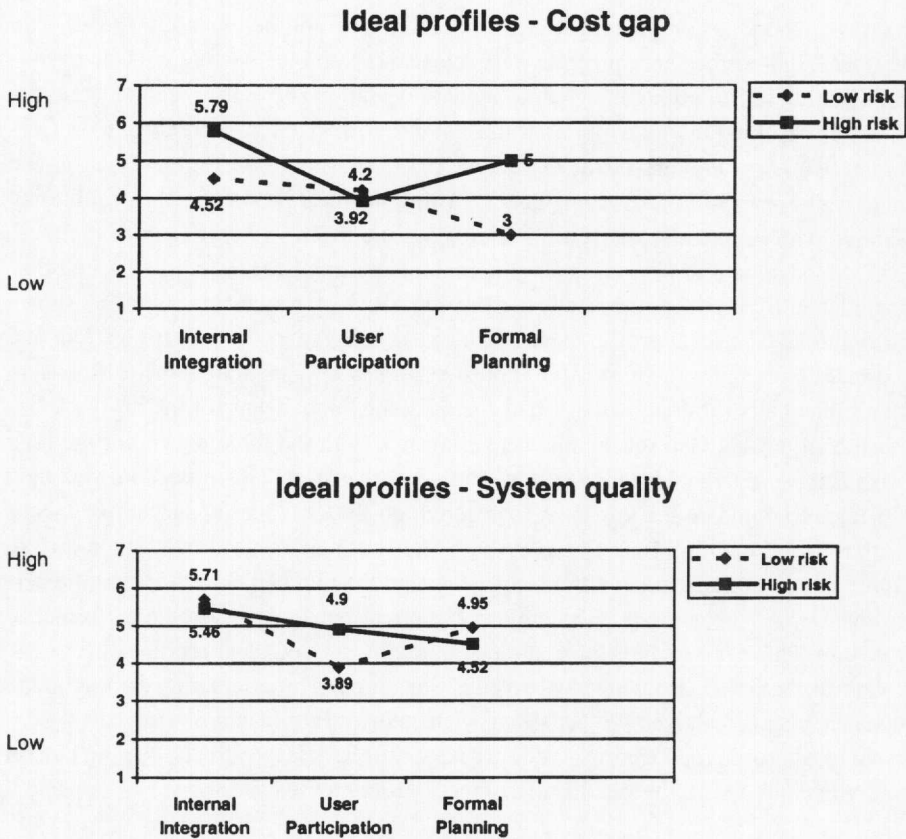 Ideal profiles - Cost gap
High
Low
7
6
5
4
3
2
1
5.79
4.52
4.2
3.92
5
3
Internal
Integration
User
Participation
Formal
Planning
Low risk
High risk
Ideal profiles - System quality
High
Low
7
6
5
4
3
2
1
5.71
5.46
4.9
3.89
4.95
4.52
Internal
Integration
User
Participation
Formal
Planning
Low risk
High risk